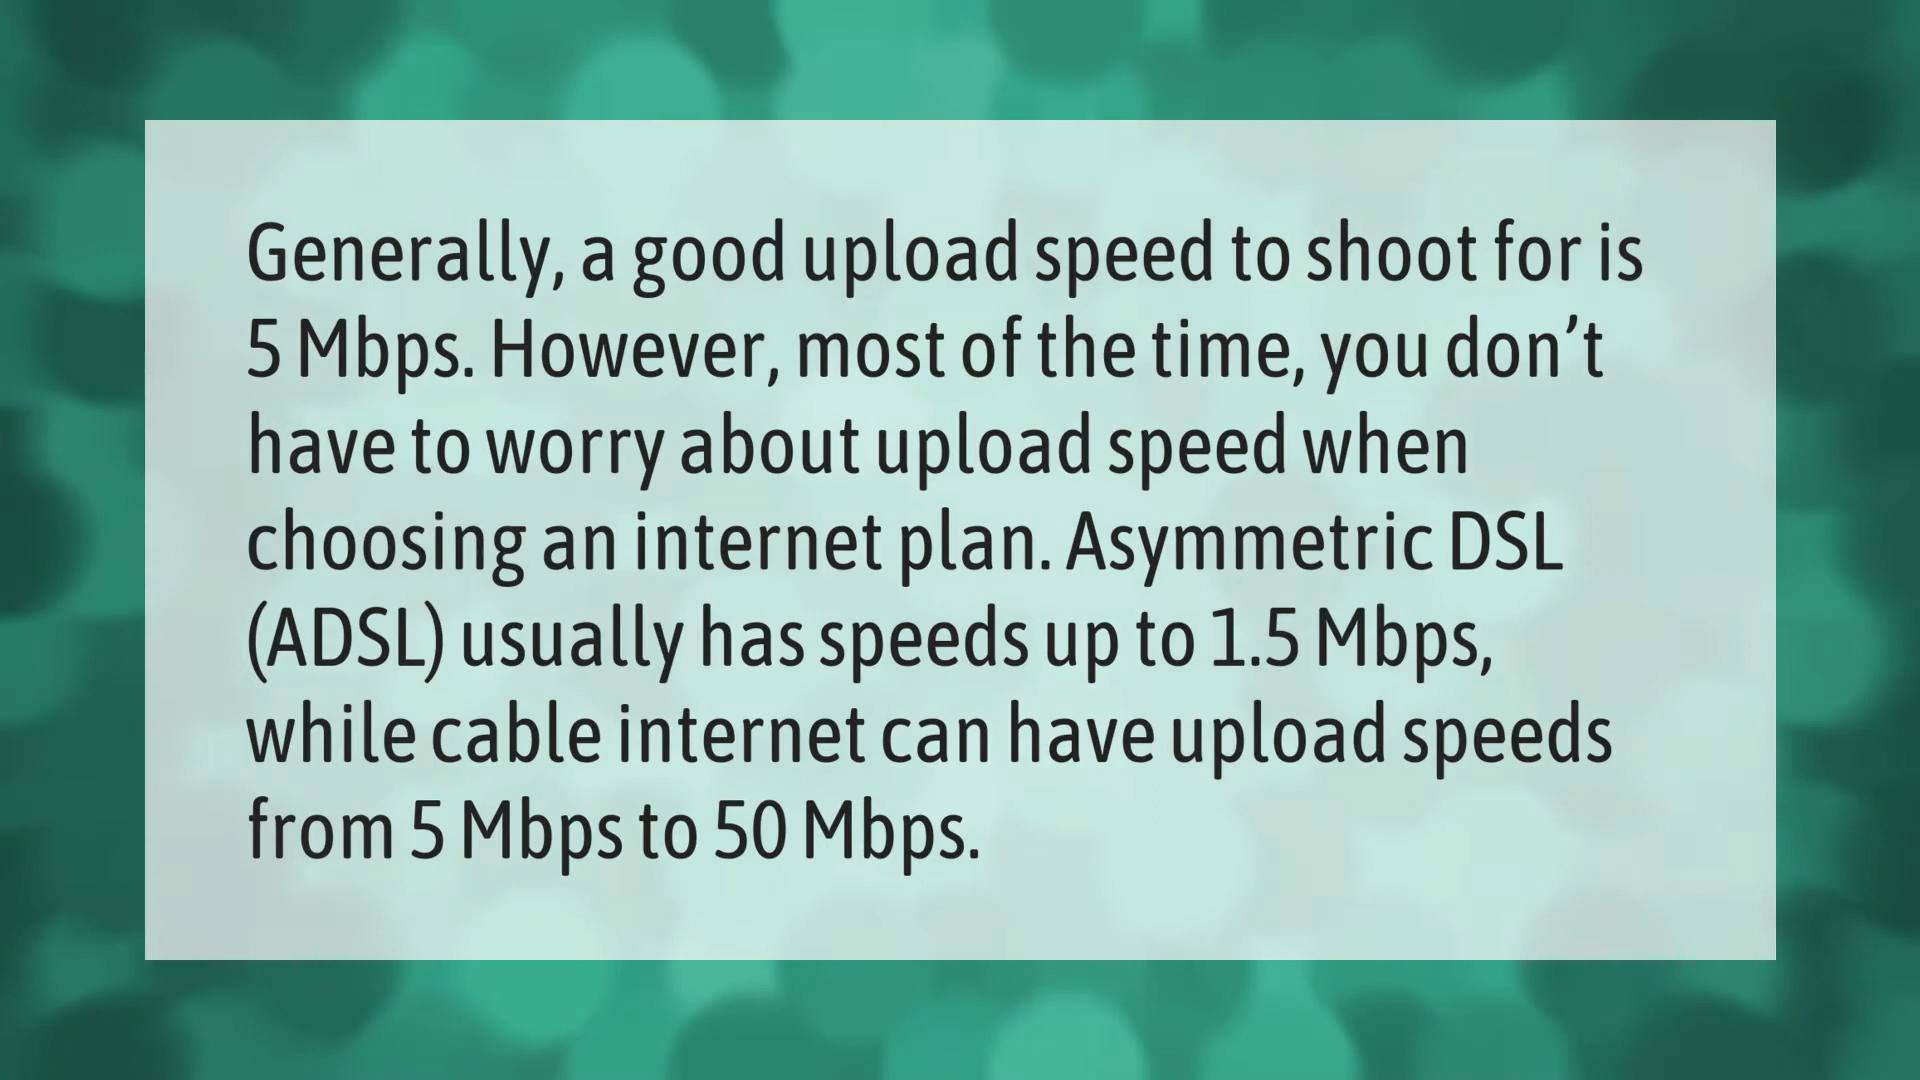 Generally, a good upload speed to shoot for is
5 Mbps. However, most of the time, you don’t
have to worry about upload speed when
choosing an internet plan. Asymmetric DSL
(ADSL) usually has speeds up to 1.5 Mbps,
while cable internet can have upload speeds
from 5 Mbps to 50 Mbps.